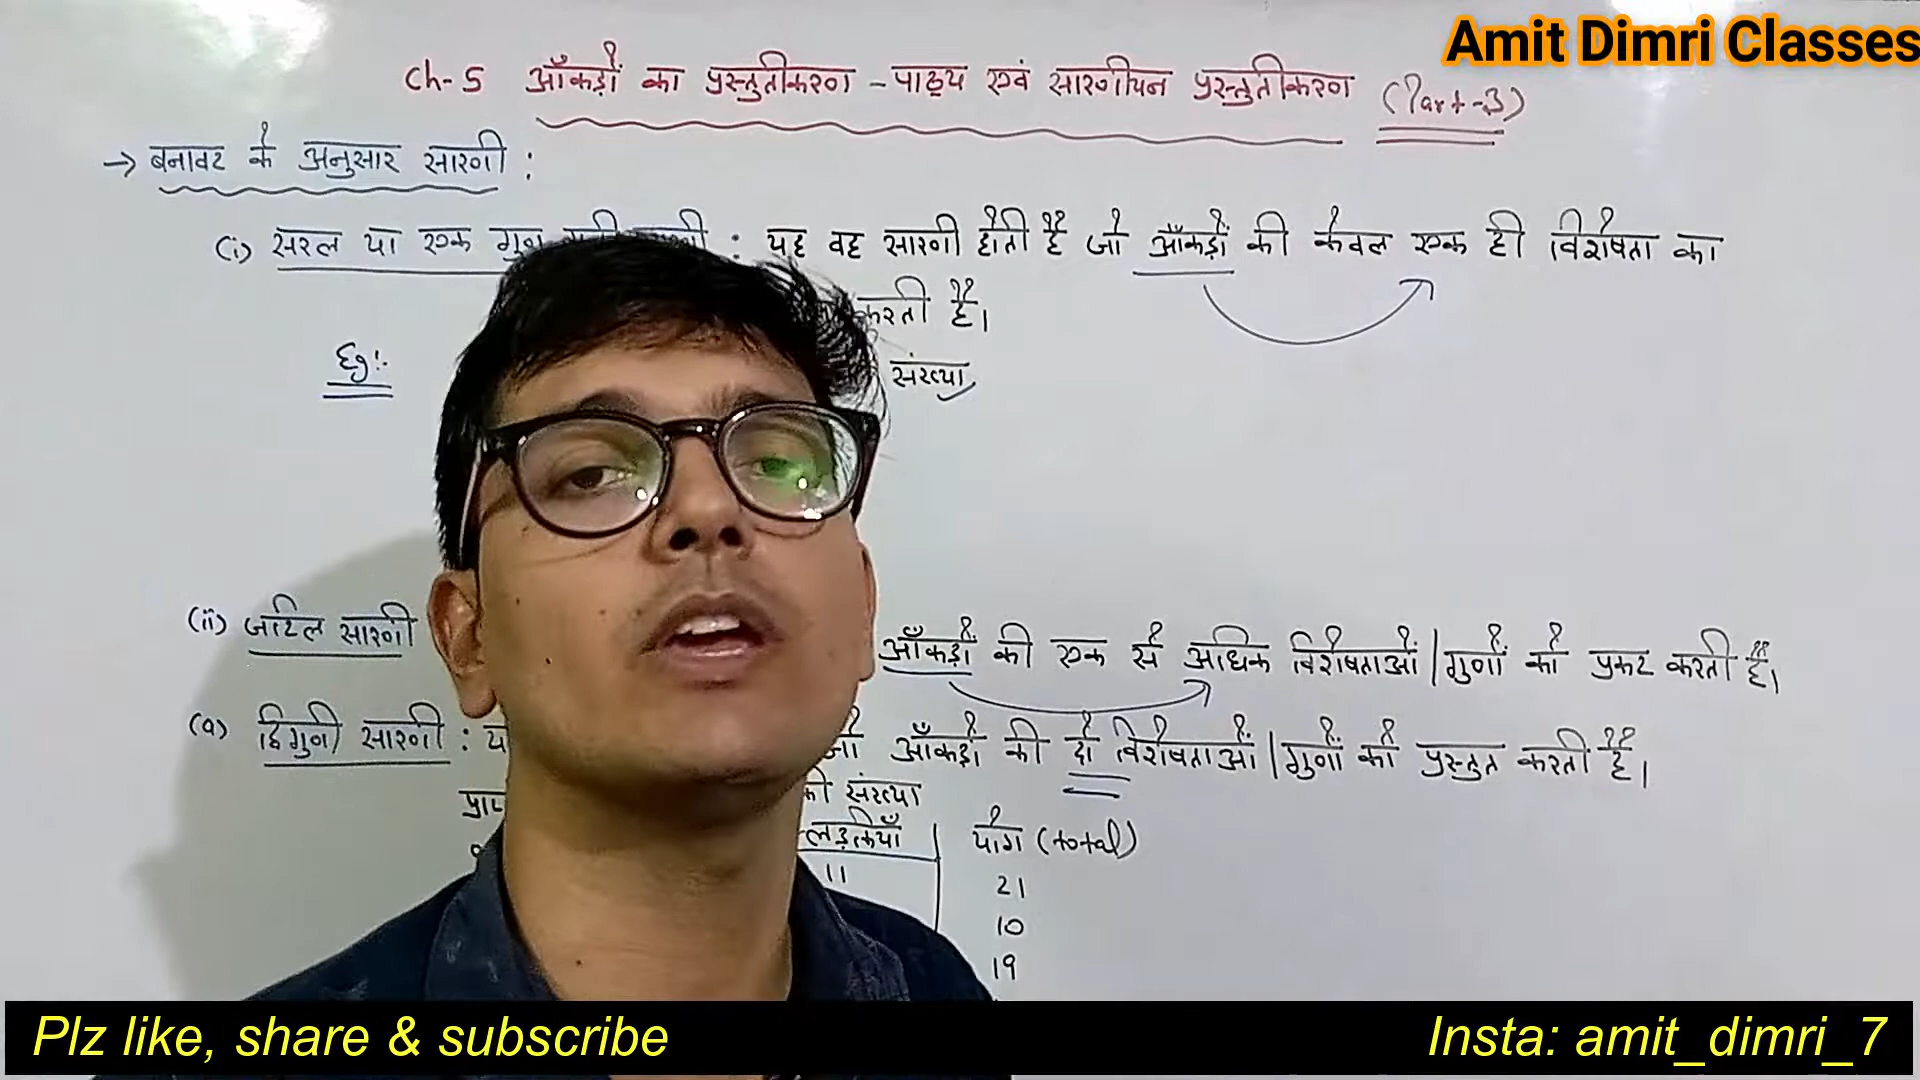 Amit Dimri Classes
Ch-5 आँकड़ों का प्रस्तुतीकरण - पाठ्य एवं सारणीयन प्रस्तुतीकरण (Part-3)
→ बनावट के अनुसार सारणी :
(i) सरल या एक गुण : यह वह सारणी होती है जो आँकड़ों की केवल एक ही विशेषता का
करती है।
Eg:-
संख्या
(ii) जटिल सारणी आँकड़ों की एक से अधिक विशेषताओं|गुणों को प्रकट करती है।
(a) द्विगुणी सारणी : जो आँकड़ों की दो विशेषताओं|गुणों को प्रस्तुत करती है।
की संख्या
लड़कियाँ योग (total)
11 21
10
19
Plz like, share & subscribe
Insta: amit_dimri_7